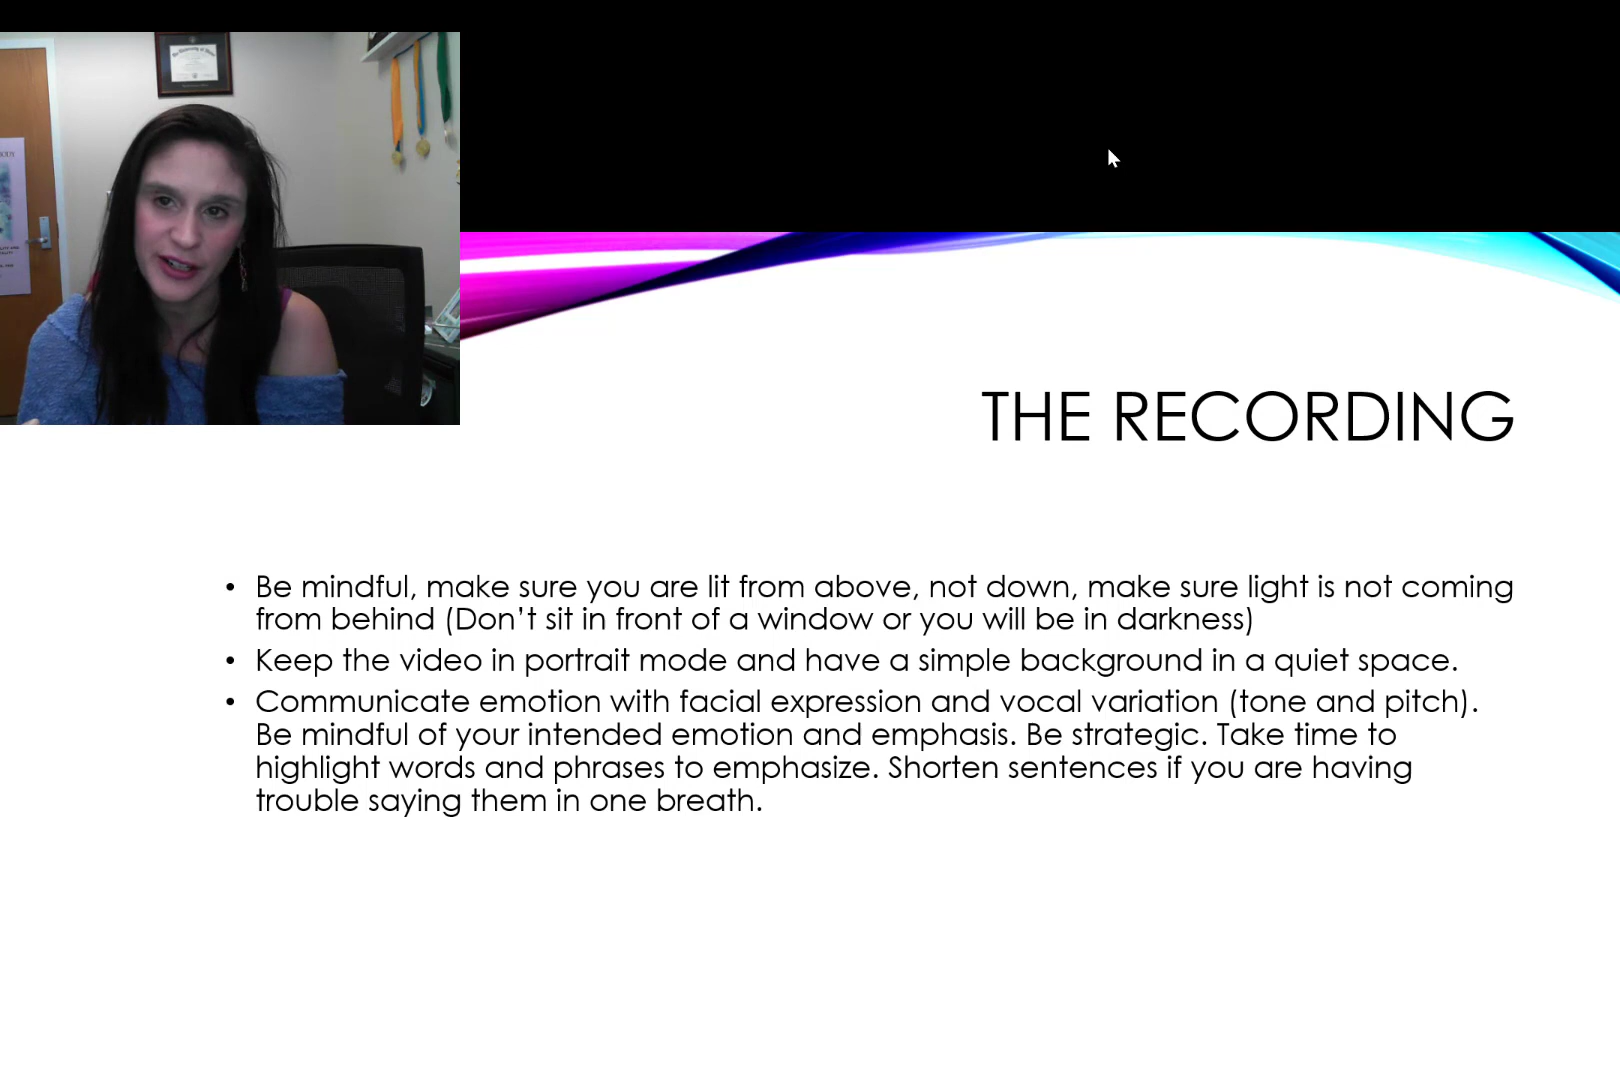 THE RECORDING
• Be mindful, make sure you are lit from above, not down, make sure light is not coming
from behind (Don’t sit in front of a window or you will be in darkness)
• Keep the video in portrait mode and have a simple background in a quiet space.
• Communicate emotion with facial expression and vocal variation (tone and pitch).
Be mindful of your intended emotion and emphasis. Be strategic. Take time to
highlight words and phrases to emphasize. Shorten sentences if you are having
trouble saying them in one breath.